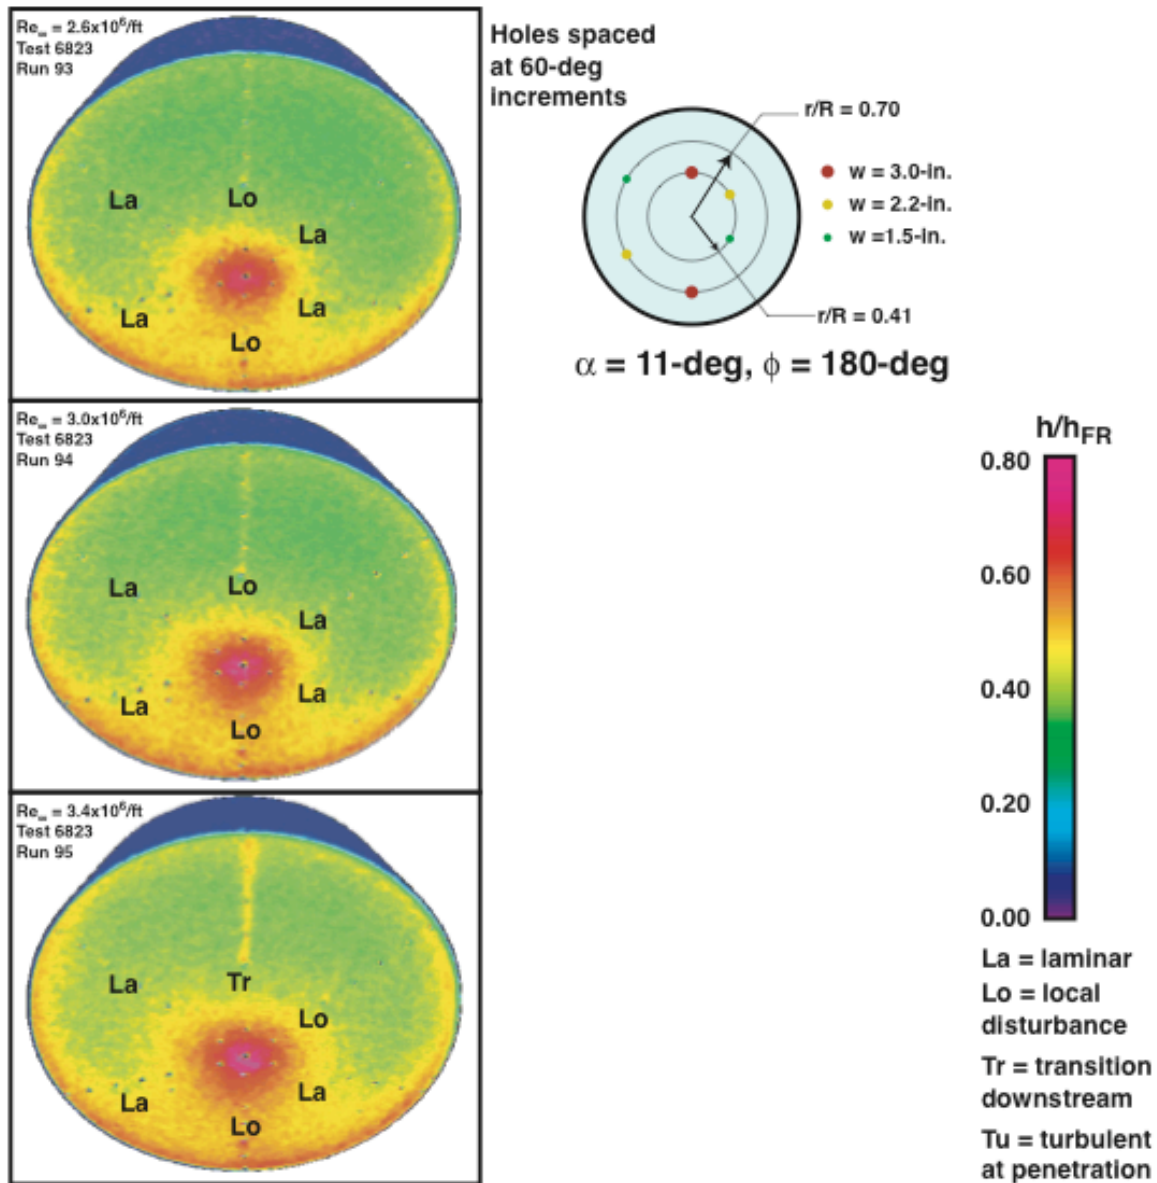 Re∞ = 2.6x10⁶/ft
Test 6823
Run 93
La
Lo
La
La
La
Lo
Holes spaced
at 60-deg
increments
r/R = 0.70
w = 3.0-in.
w = 2.2-in.
w =1.5-in.
r/R = 0.41
α = 11-deg, ϕ = 180-deg
Re∞ = 3.0x10⁶/ft
Test 6823
Run 94
La
Lo
La
La
La
Lo
Re∞ = 3.4x10⁶/ft
Test 6823
Run 95
La
Tr
Lo
La
La
Lo
h/hFR
0.80
0.60
0.40
0.20
0.00
La = laminar
Lo = local
disturbance
Tr = transition
downstream
Tu = turbulent
at penetration